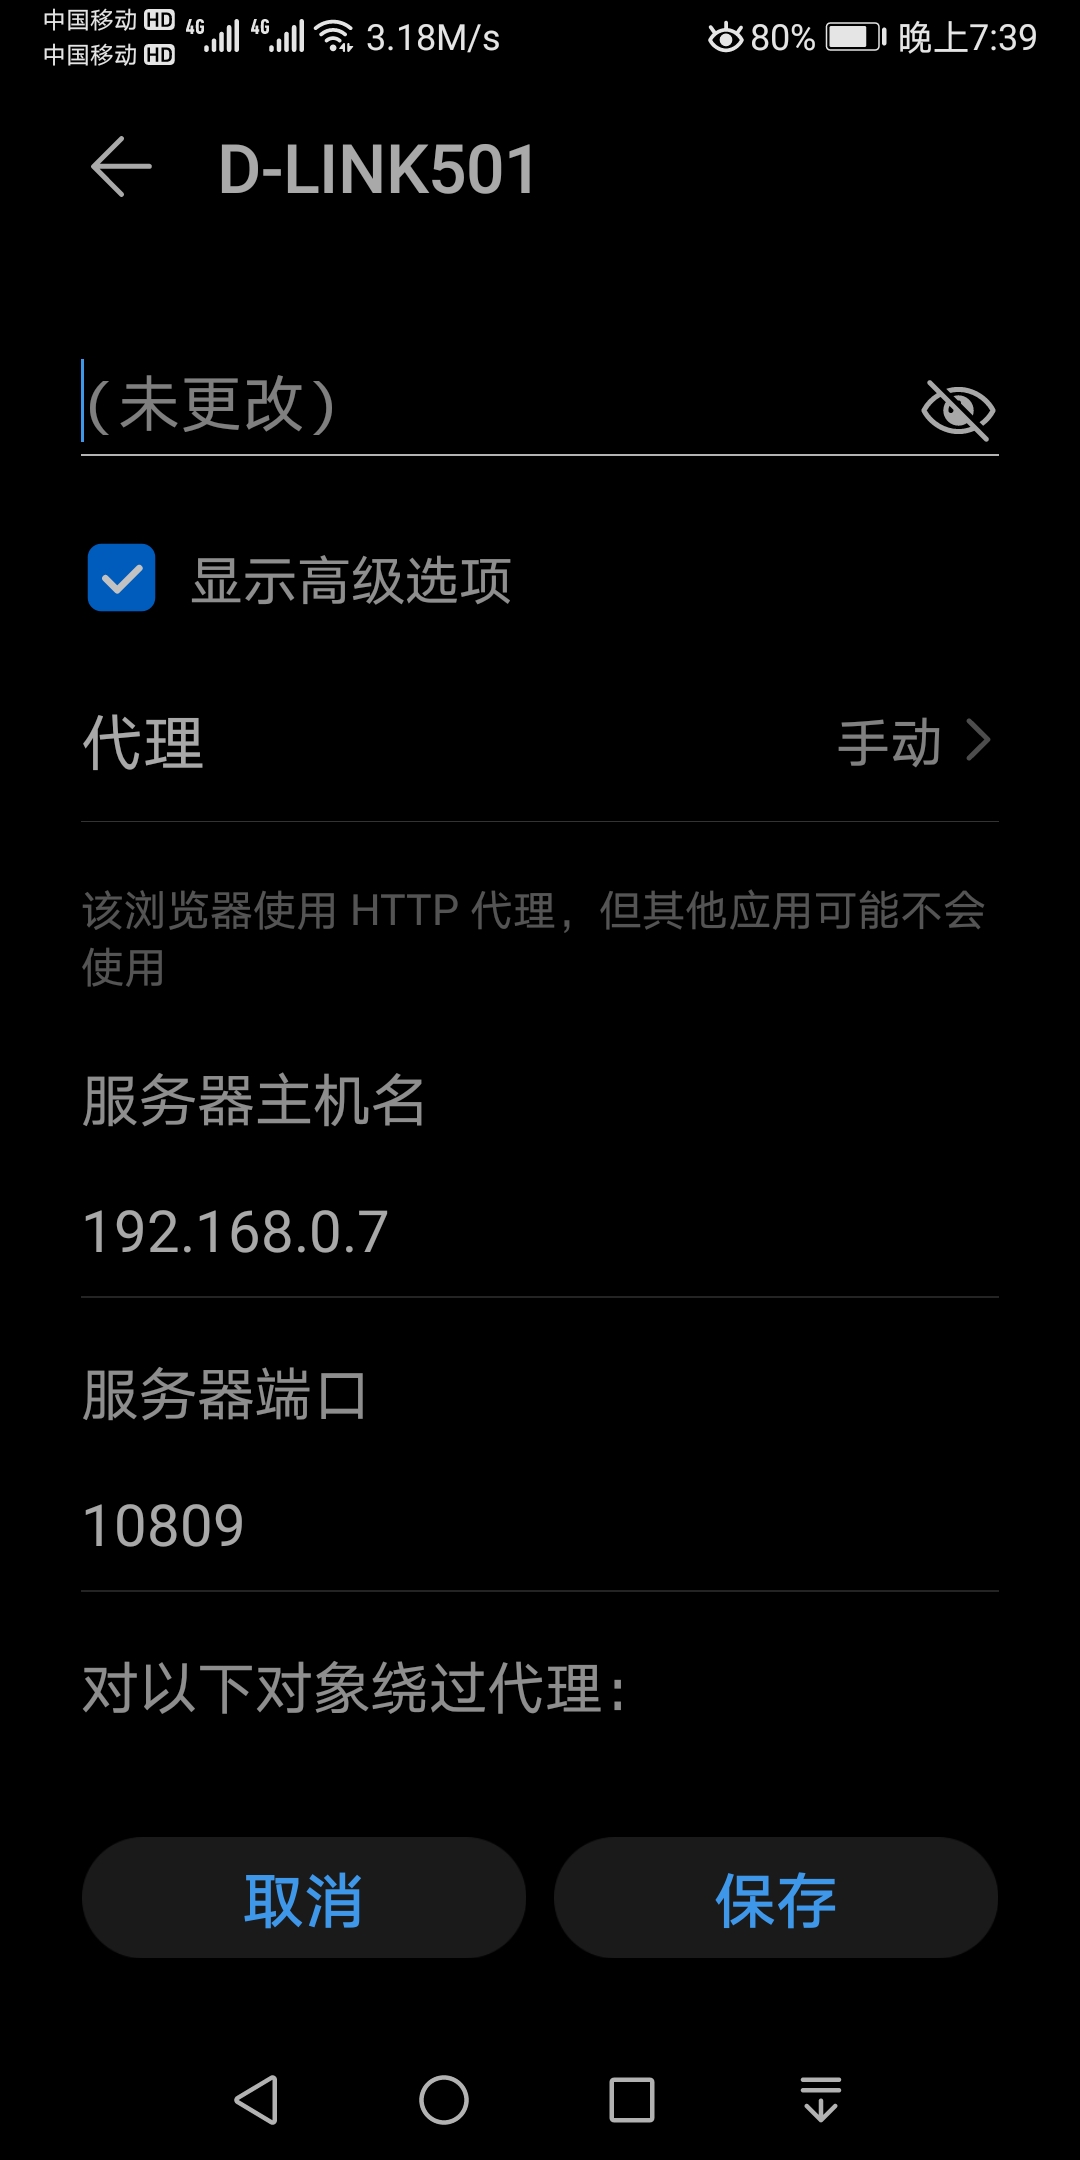 中国移动 HD 4G 4G 3.18M/s 80% 晚上7:39
中国移动 HD
D-LINK501
(未更改)
显示高级选项
代理 手动
该浏览器使用 HTTP 代理，但其他应用可能不会
使用
服务器主机名
192.168.0.7
服务器端口
10809
对以下对象绕过代理：
取消 保存